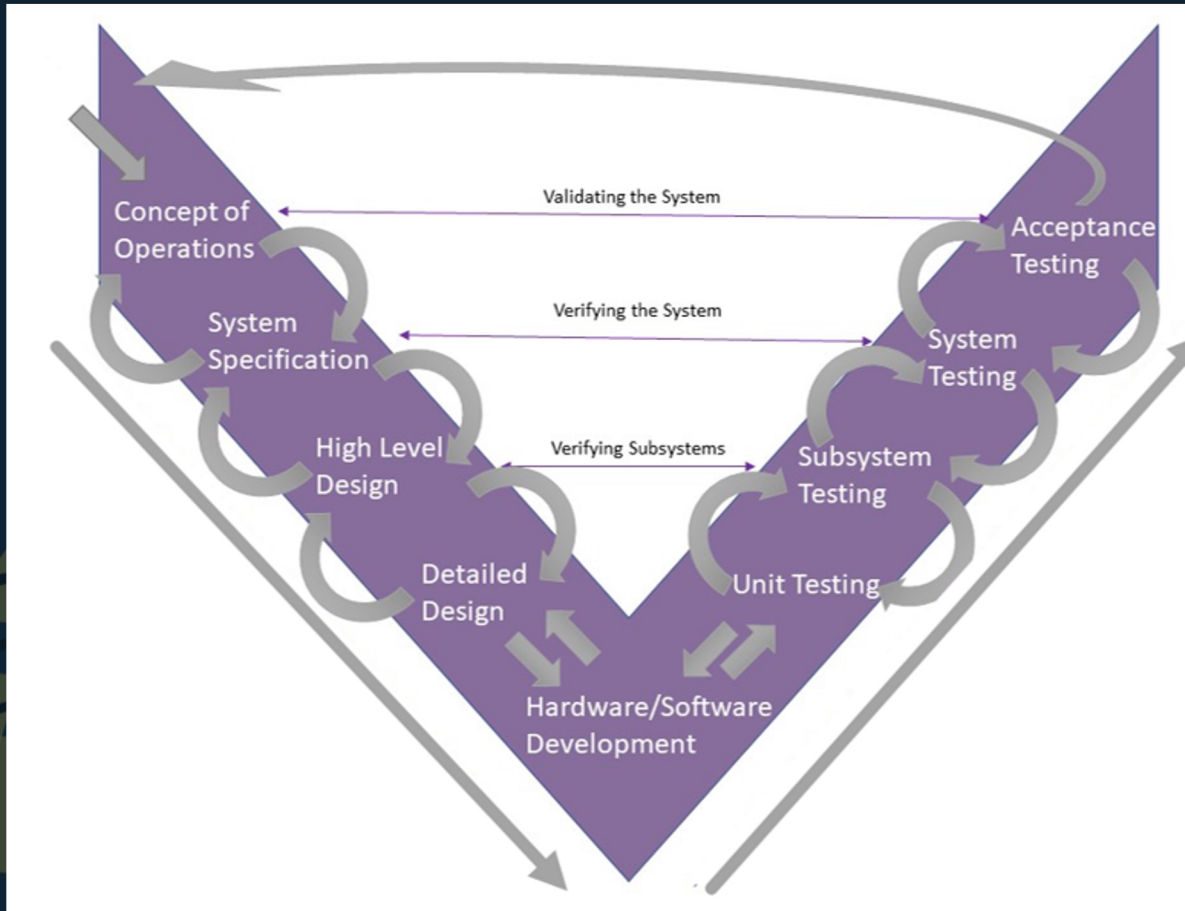 Validating the System
Concept of
Operations
Acceptance
Testing
Verifying the System
System
Specification
System
Testing
Verifying Subsystems
High Level
Design
Subsystem
Testing
Detailed
Design
Unit Testing
Hardware/Software
Development